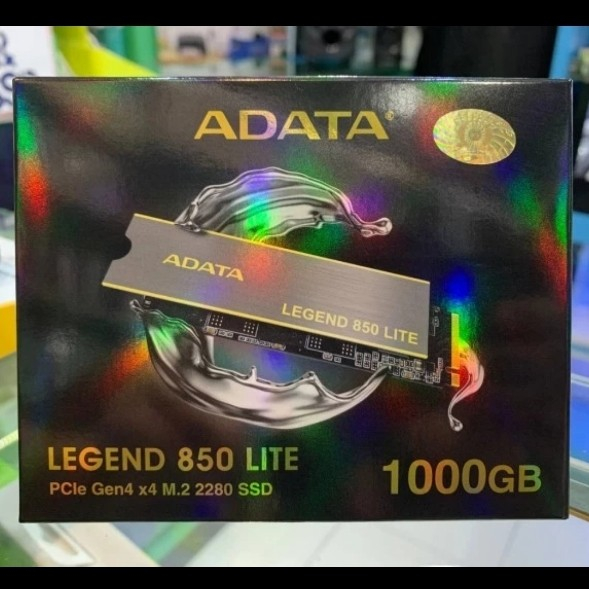 ADATA®
ADATA
LEGEND 850 LITE
LEGEND 850 LITE
PCIe Gen4 x4 M.2 2280 SSD
1000GB